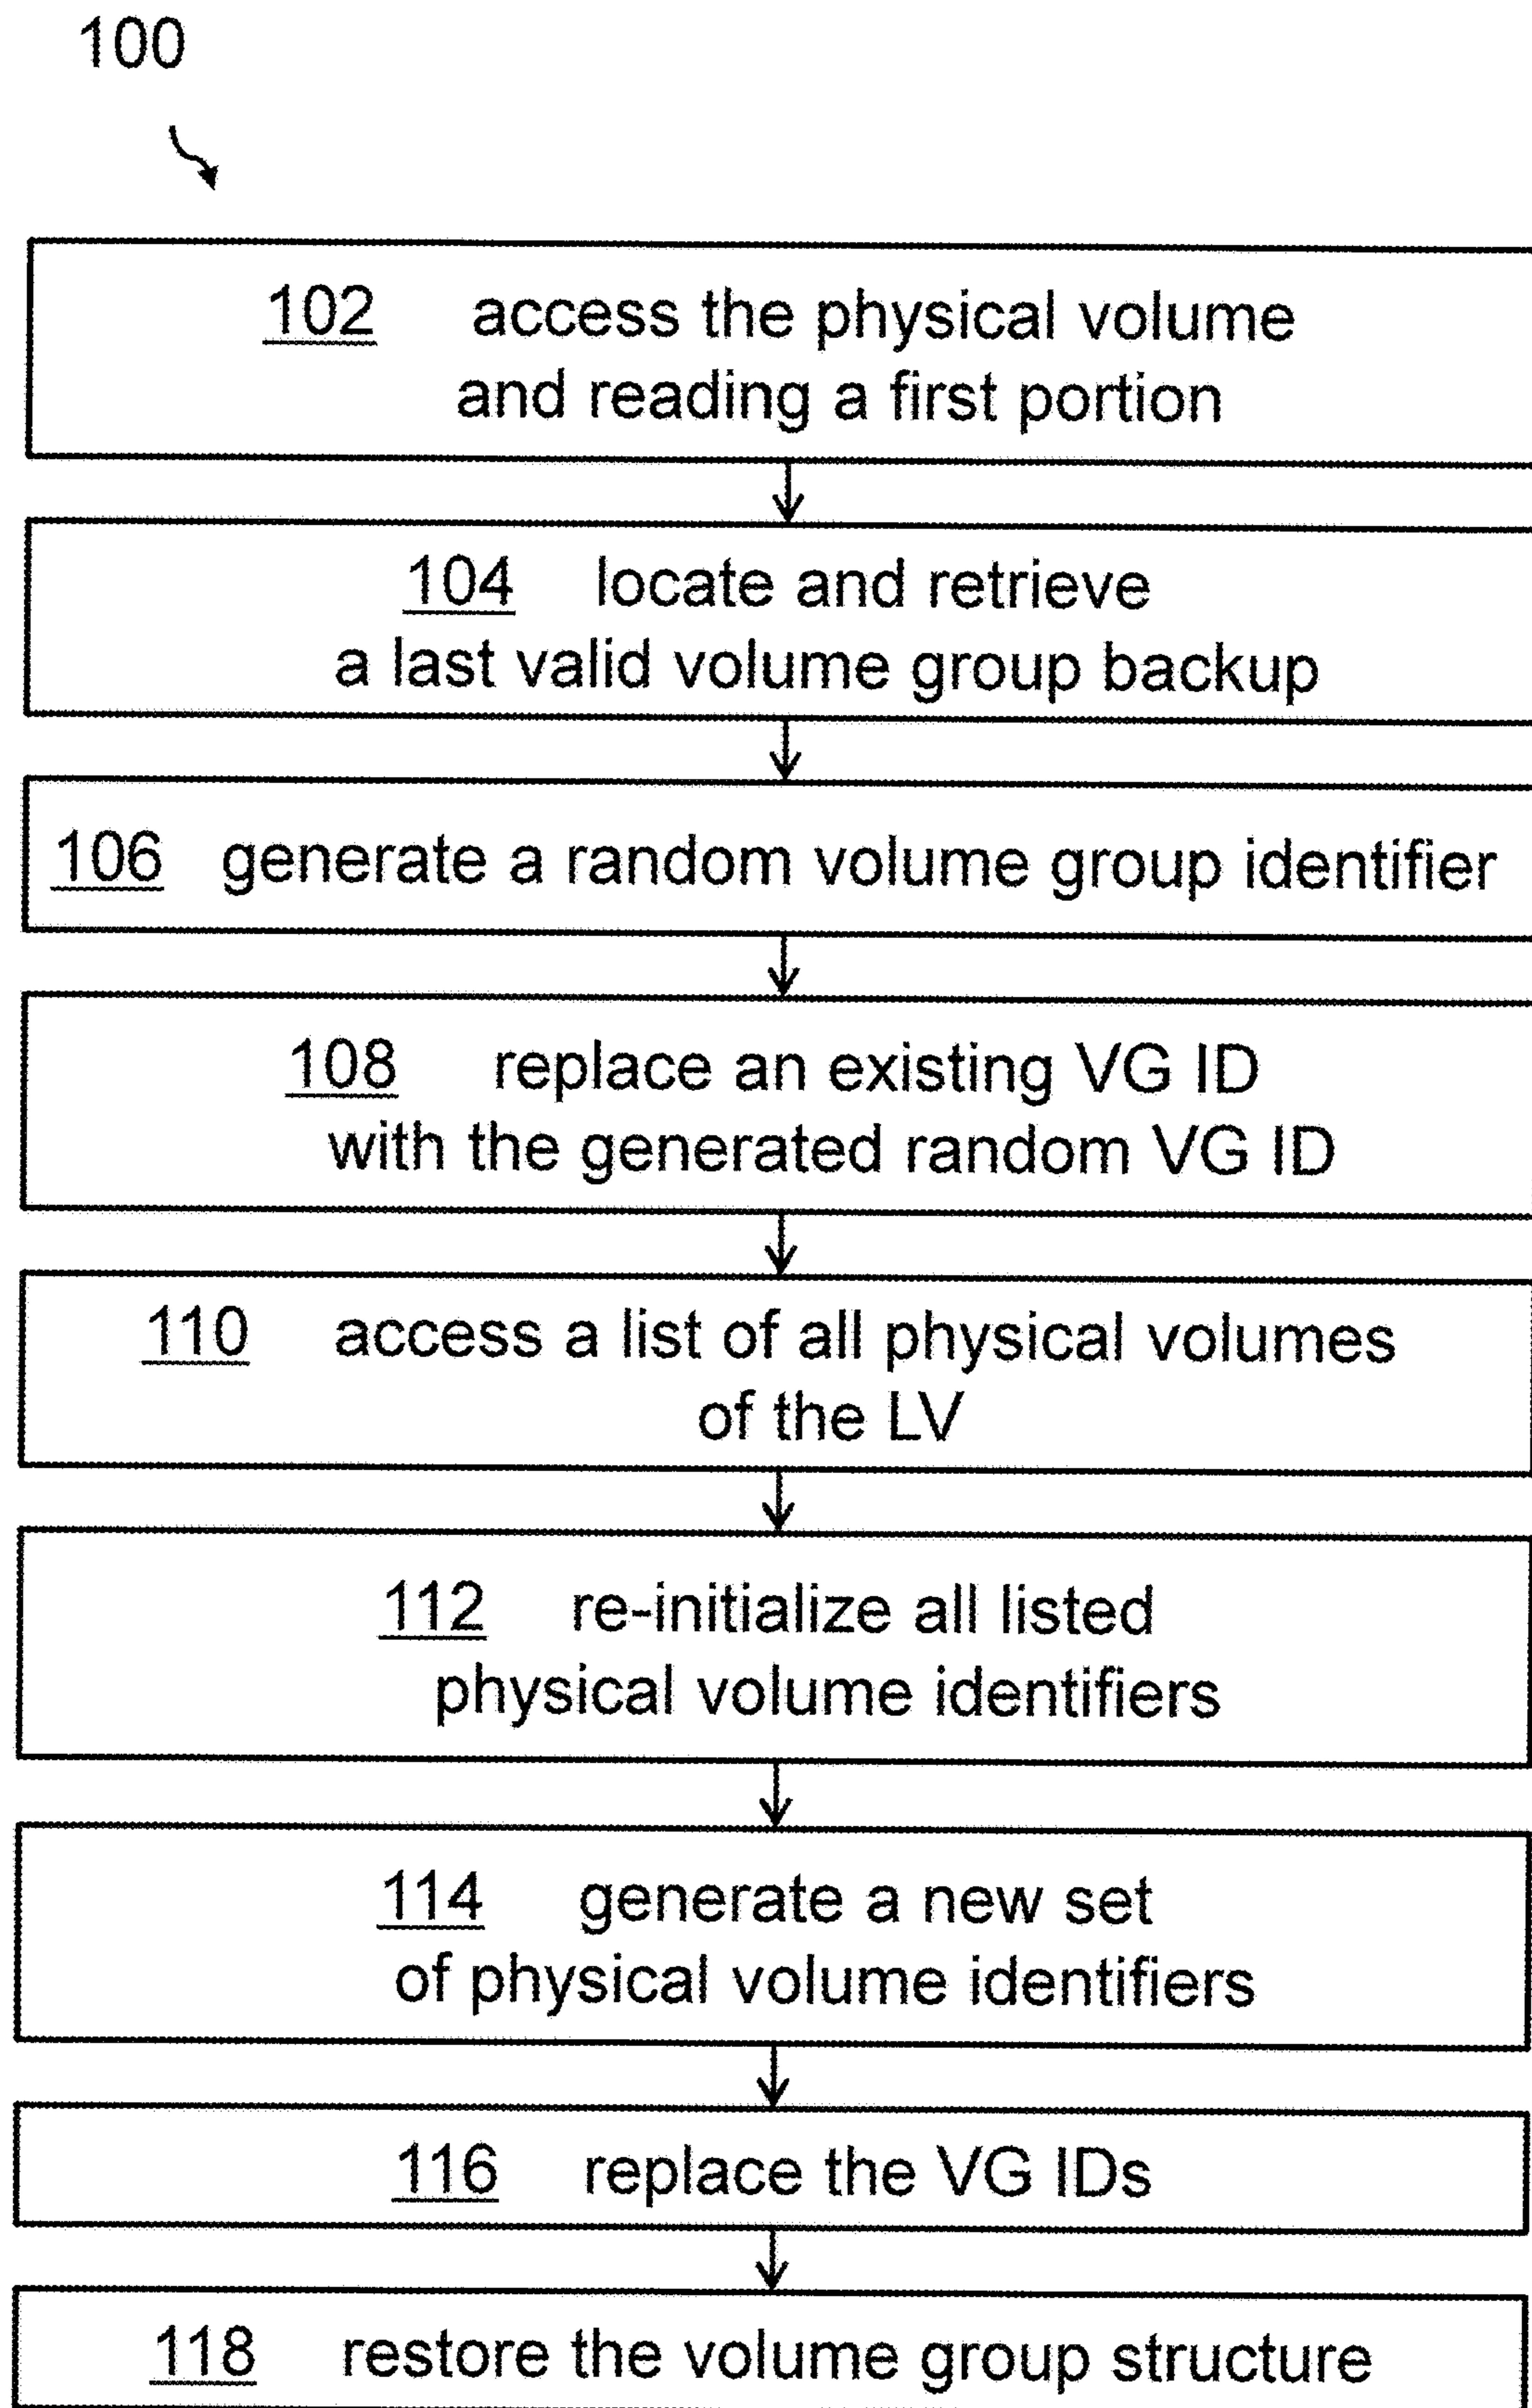 100
102 access the physical volume
and reading a first portion
104 locate and retrieve
a last valid volume group backup
106 generate a random volume group identifier
108 replace an existing VG ID
with the generated random VG ID
110 access a list of all physical volumes
of the LV
112 re-initialize all listed
physical volume identifiers
114 generate a new set
of physical volume identifiers
116 replace the VG IDs
118 restore the volume group structure